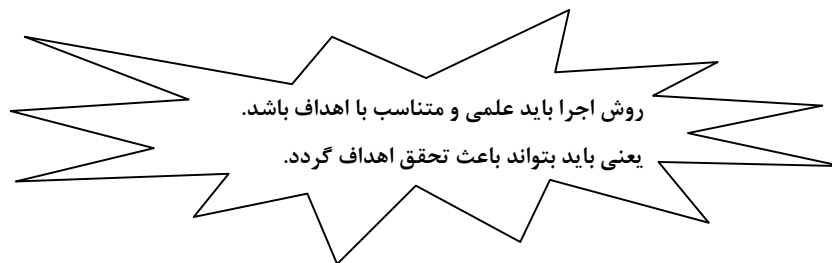 روش اجرا باید علمی و متناسب با اهداف باشد.
یعنی باید بتواند باعث تحقق اهداف گردد.